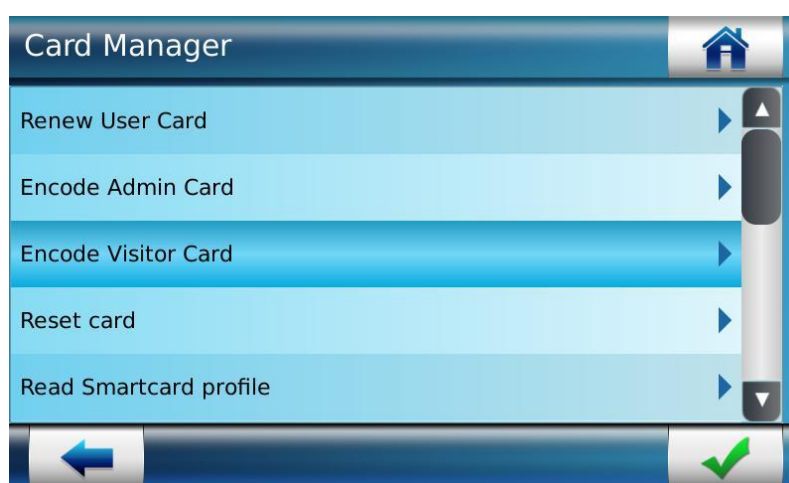 Card Manager
Renew User Card
Encode Admin Card
Encode Visitor Card
Reset card
Read Smartcard profile